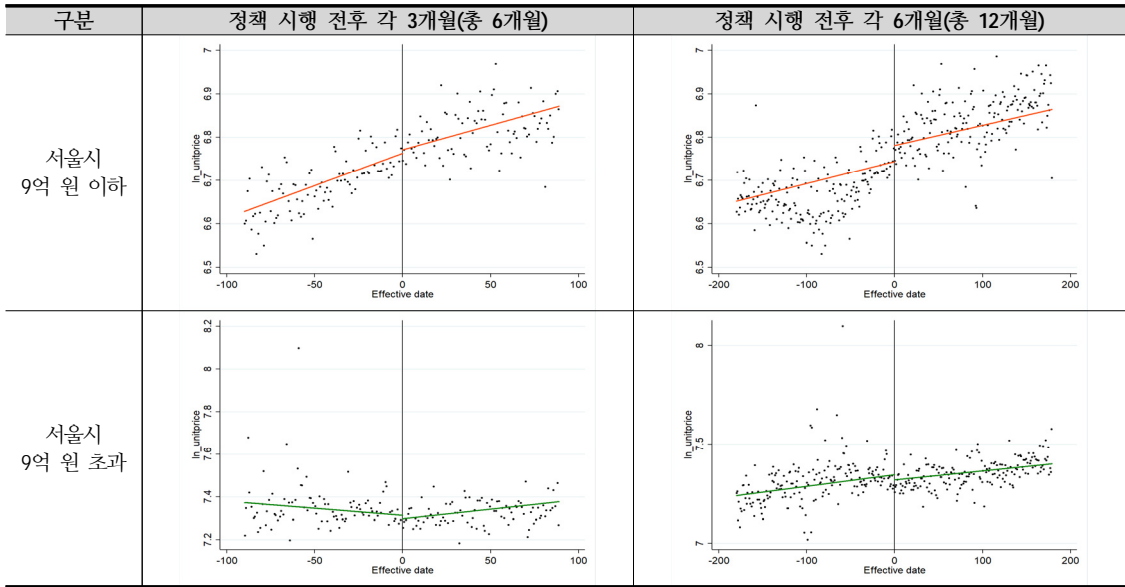 구분
정책 시행 전후 각 3개월(총 6개월)
정책 시행 전후 각 6개월(총 12개월)
서울시
9억 원 이하
ln_unitprice
7
6.9
6.8
6.7
6.6
6.5
-100 -50 0 50 100
Effective date
ln_unitprice
7
6.9
6.8
6.7
6.6
6.5
-200 -100 0 100 200
Effective date
서울시
9억 원 초과
ln_unitprice
8.2
8
7.8
7.6
7.4
7.2
-100 -50 0 50 100
Effective date
ln_unitprice
8
7.5
7
-200 -100 0 100 200
Effective date